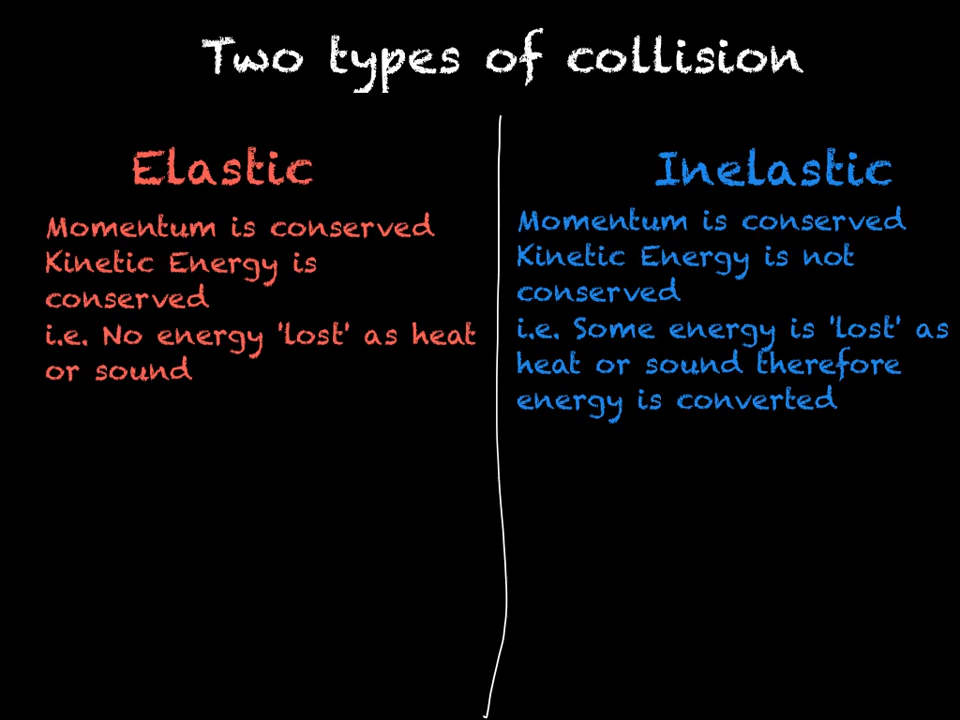 Two types of collision
Elastic
Momentum is conserved
Kinetic Energy is
conserved
i.e. No energy 'lost' as heat
or sound
Inelastic
Momentum is conserved
Kinetic Energy is not
conserved
i.e. Some energy is 'lost' as
heat or sound therefore
energy is converted